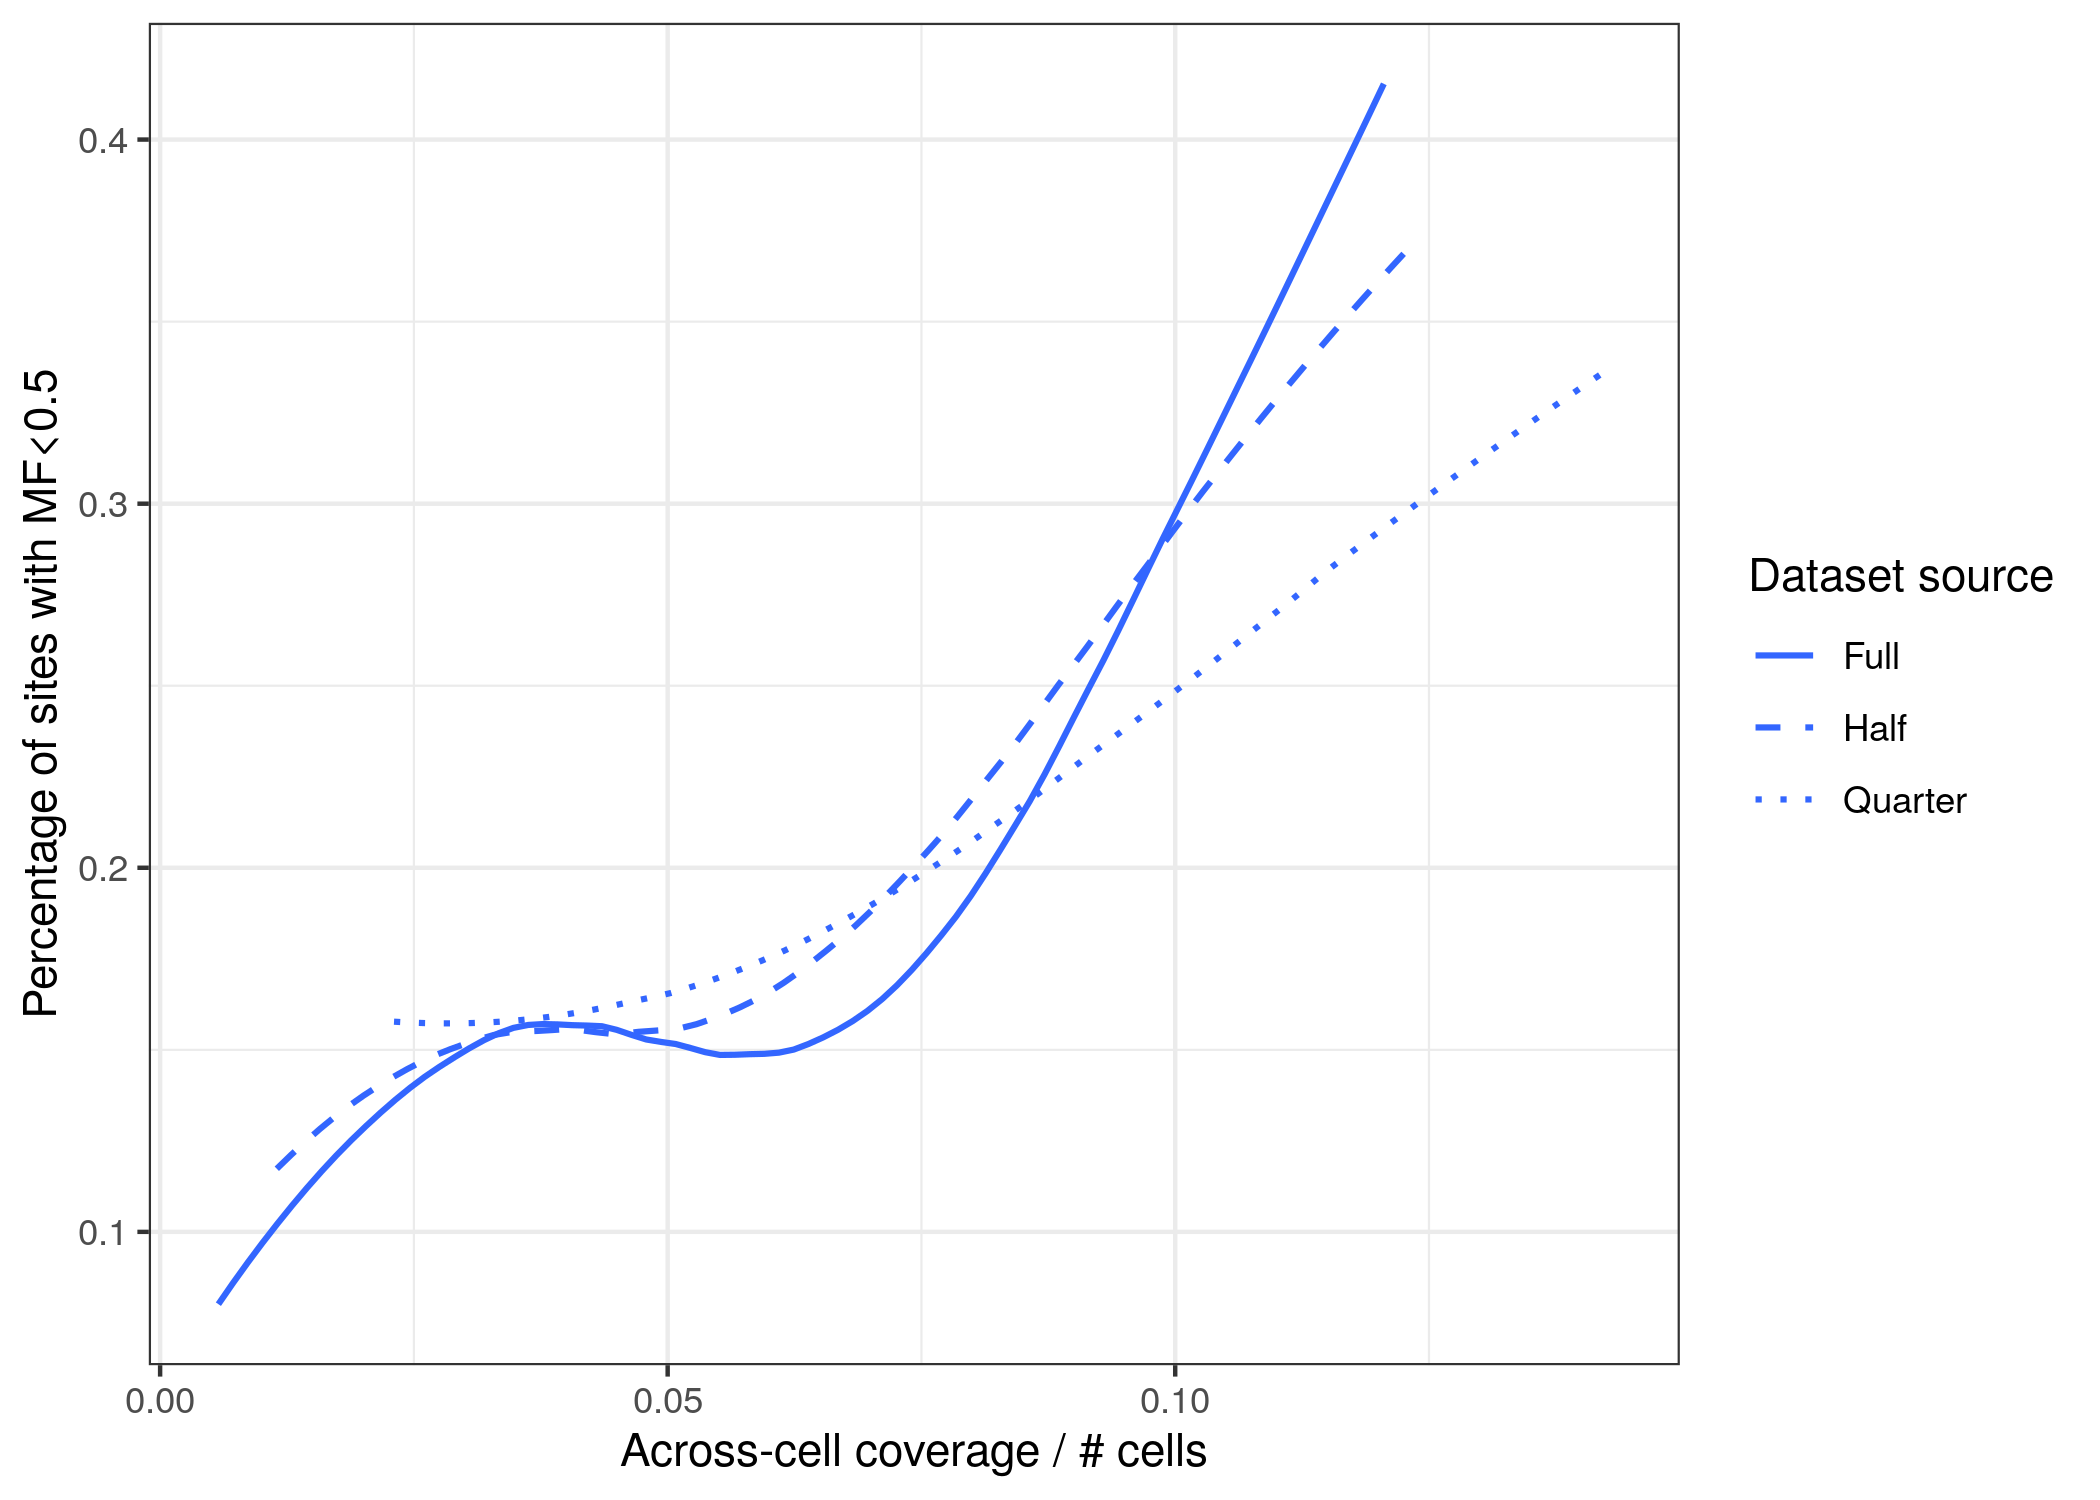 Percentage of sites with MF<0.5
0.4
0.3
0.2
0.1
0.00
0.05
0.10
Across-cell coverage / # cells
Dataset source
Full
Half
Quarter